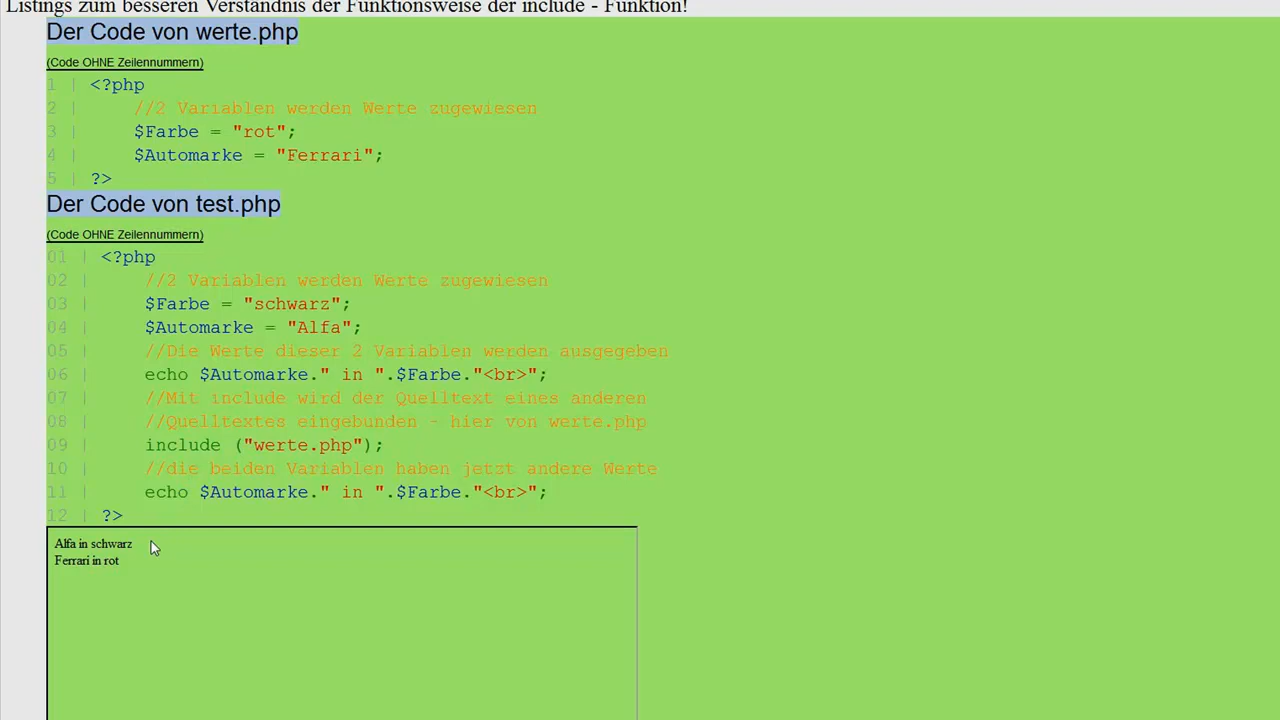 Listings zum besseren Verständnis der Funktionsweise der include - Funktion!
Der Code von werte.php
(Code OHNE Zeilennummern)
1 | <?php
2 | //2 Variablen werden Werte zugewiesen
3 | $Farbe = "rot";
4 | $Automarke = "Ferrari";
5 | ?>
Der Code von test.php
(Code OHNE Zeilennummern)
01 | <?php
02 | //2 Variablen werden Werte zugewiesen
03 | $Farbe = "schwarz";
04 | $Automarke = "Alfa";
05 | //Die Werte dieser 2 Variablen werden ausgegeben
06 | echo $Automarke." in ".$Farbe."<br>";
07 | //Mit include wird der Quelltext eines anderen
08 | //Quelltextes eingebunden - hier von werte.php
09 | include ("werte.php");
10 | //die beiden Variablen haben jetzt andere Werte
11 | echo $Automarke." in ".$Farbe."<br>";
12 | ?>
Alfa in schwarz
Ferrari in rot